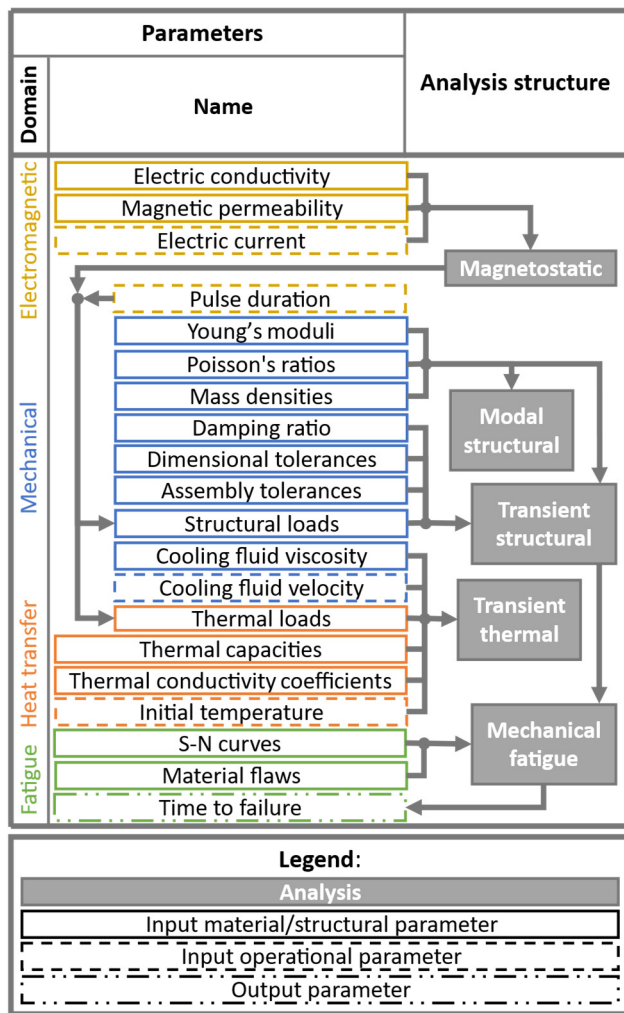 Parameters
Analysis structure
Domain
Name
Electromagnetic
Electric conductivity
Magnetic permeability
Electric current
Magnetostatic
Pulse duration
Mechanical
Young's moduli
Poisson's ratios
Mass densities
Modal
structural
Damping ratio
Dimensional tolerances
Assembly tolerances
Structural loads
Transient
structural
Cooling fluid viscosity
Cooling fluid velocity
Heat transfer
Thermal loads
Transient
thermal
Thermal capacities
Thermal conductivity coefficients
Initial temperature
Fatigue
S-N curves
Material flaws
Mechanical
fatigue
Time to failure
Legend:
Analysis
Input material/structural parameter
Input operational parameter
Output parameter